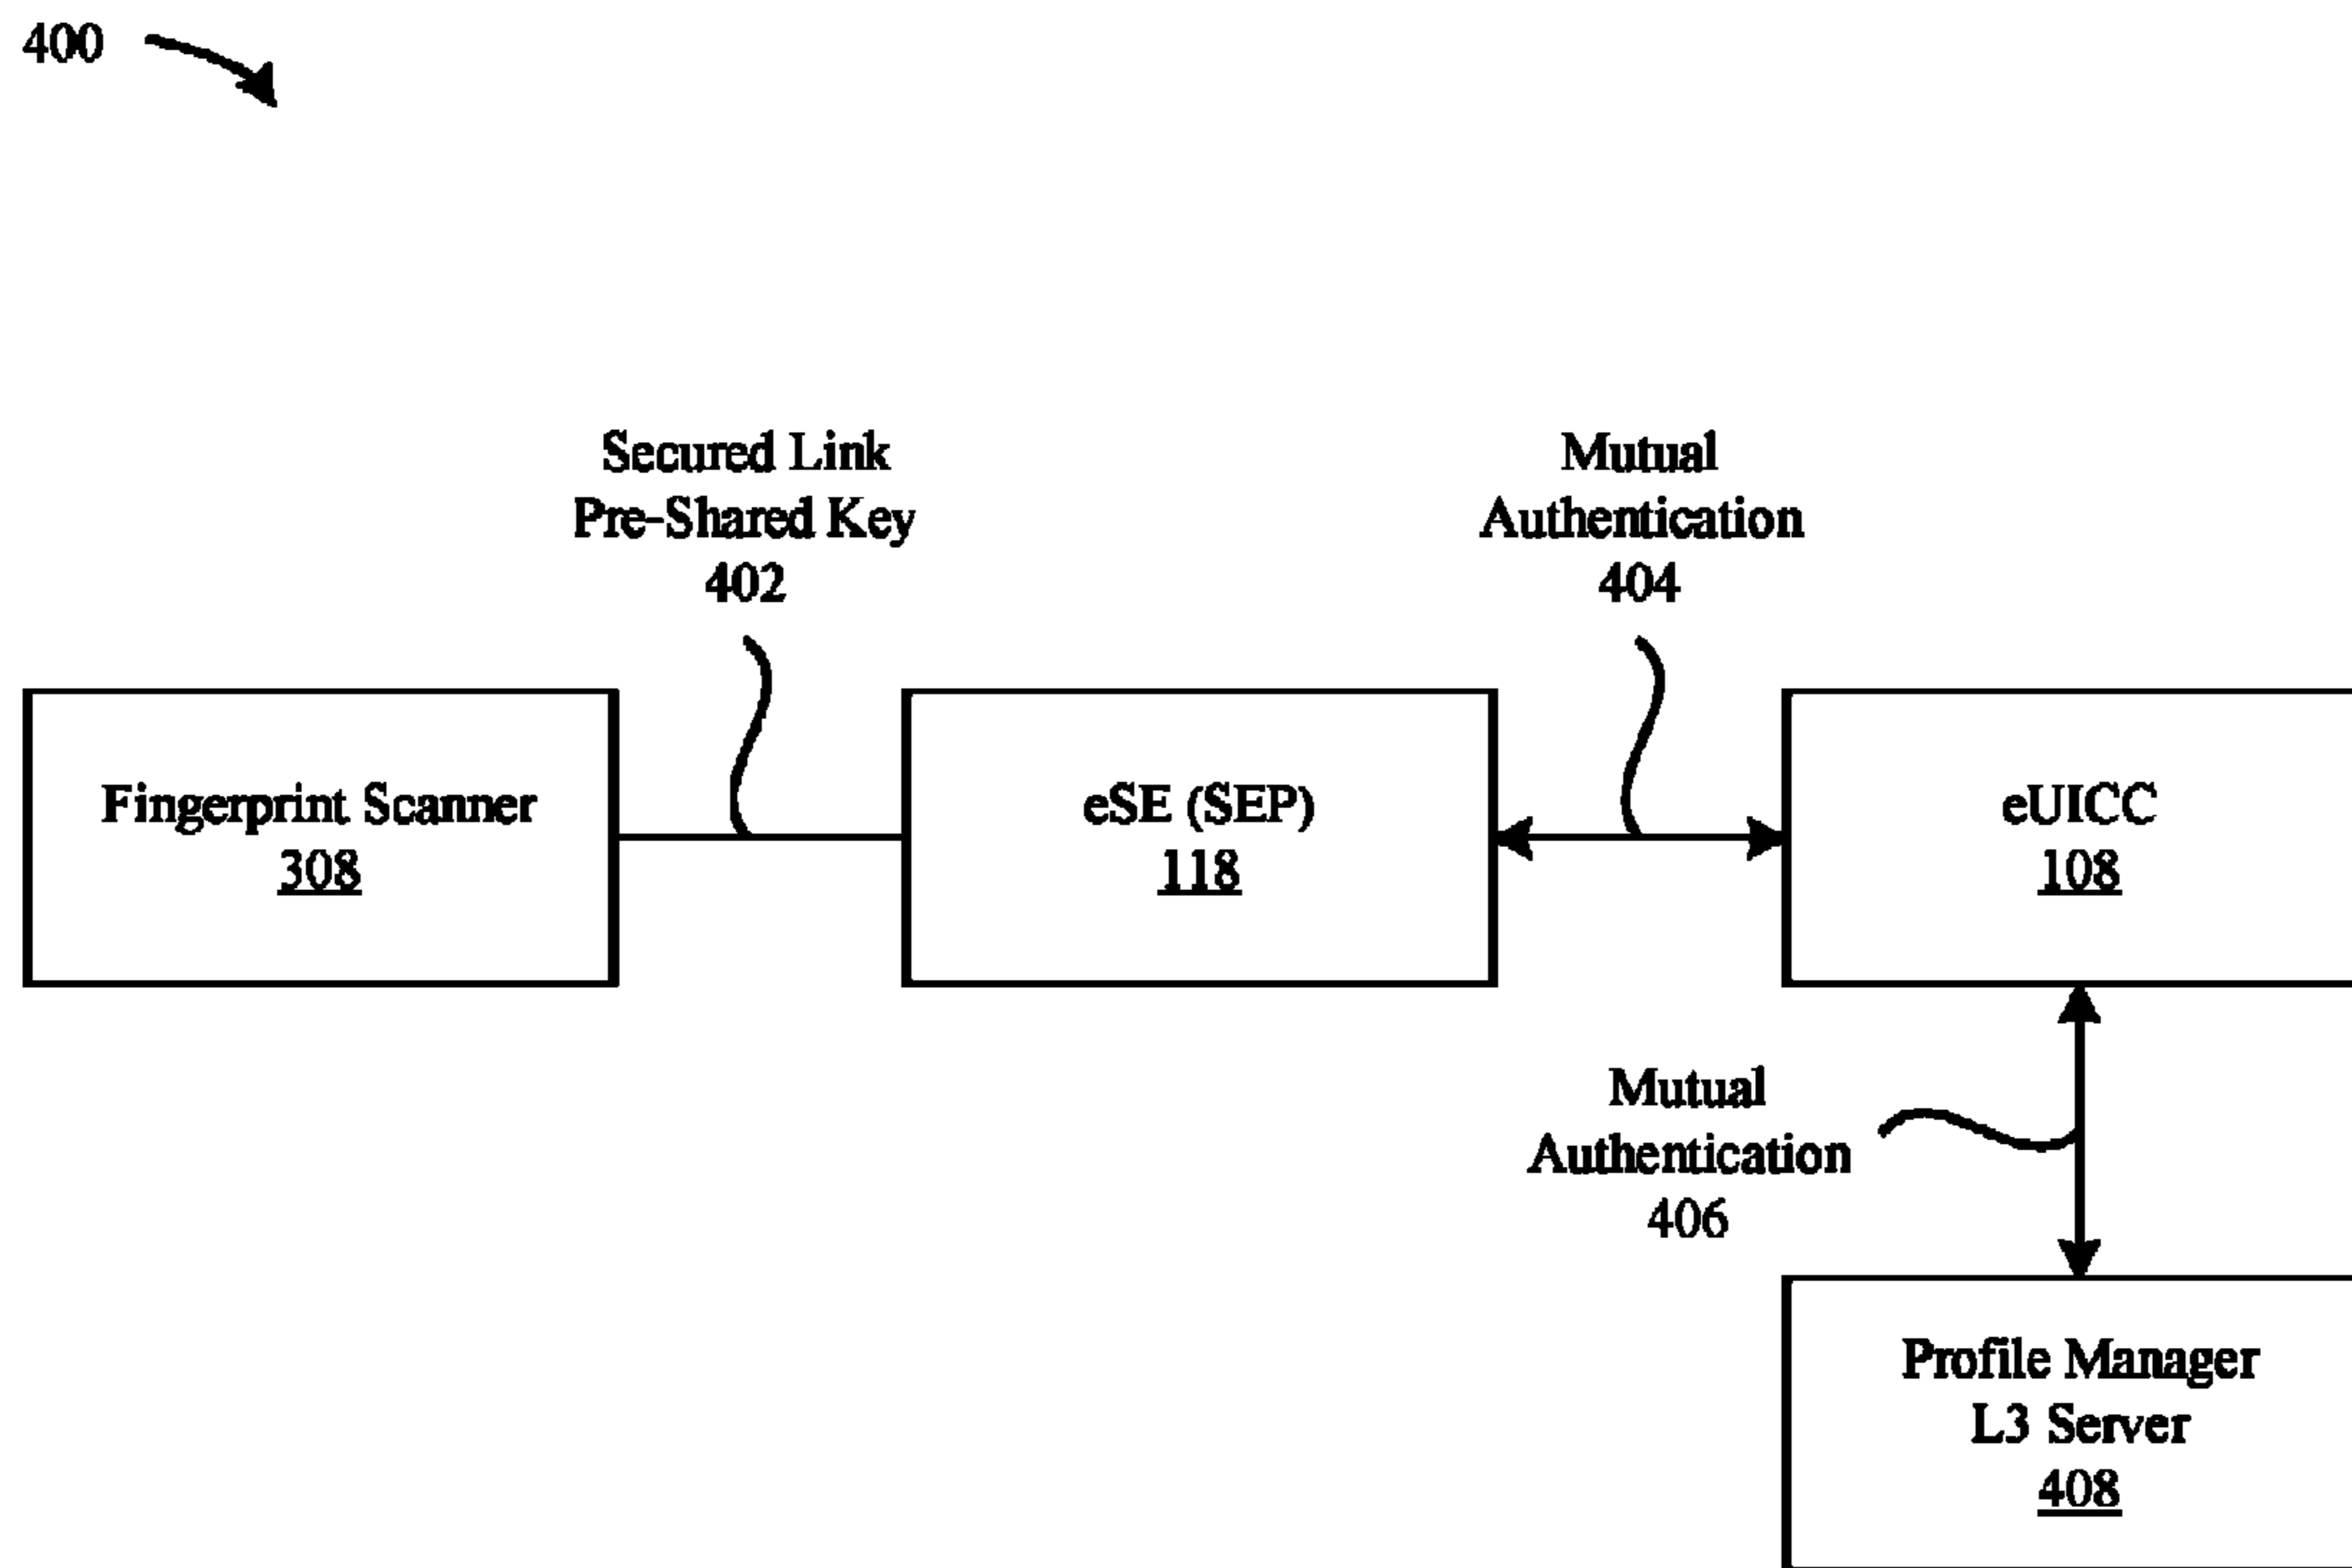 400
Secured Link
Pre-Shared Key
402
Mutual
Authentication
404
Fingerprint Scanner
308
eSE (SEP)
118
eUICC
108
Mutual
Authentication
406
Profile Manager
L3 Server
408